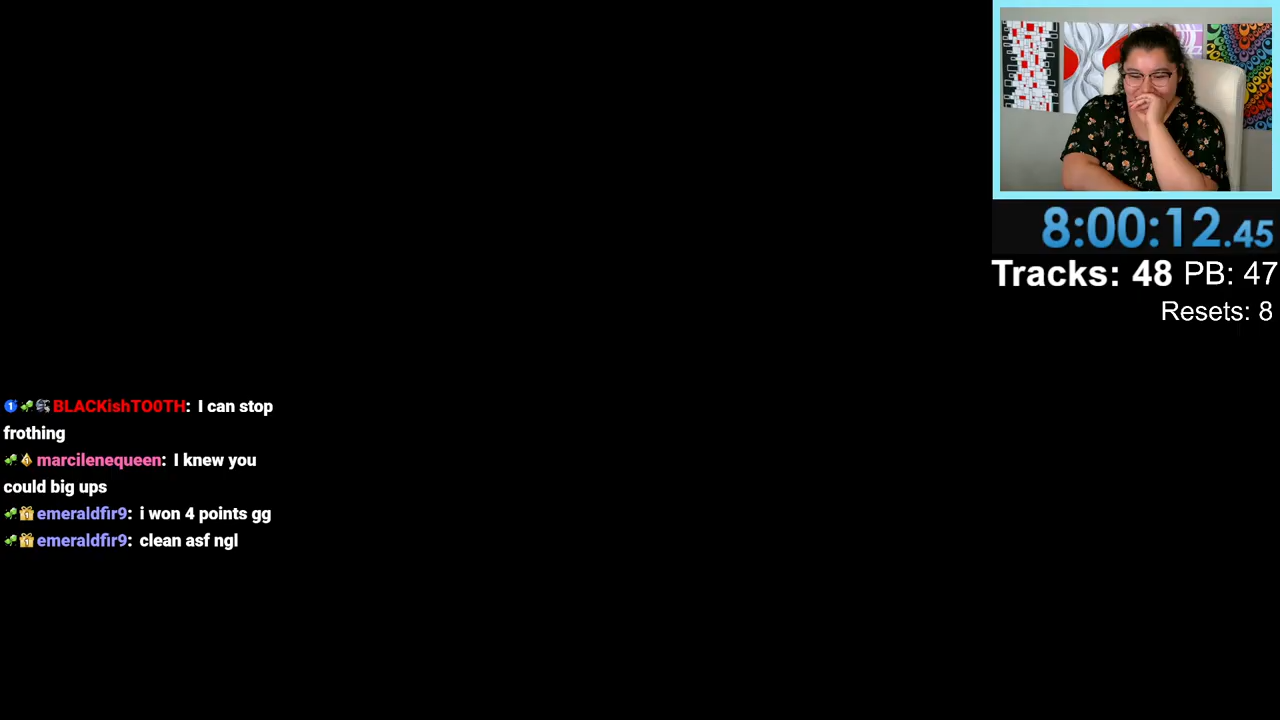 8:00:12.45
Tracks: 48 PB: 47
Resets: 8
BLACKishTO0TH: I can stop
frothing
marcilenequeen: I knew you
could big ups
emeraldfir9: i won 4 points gg
emeraldfir9: clean asf ngl